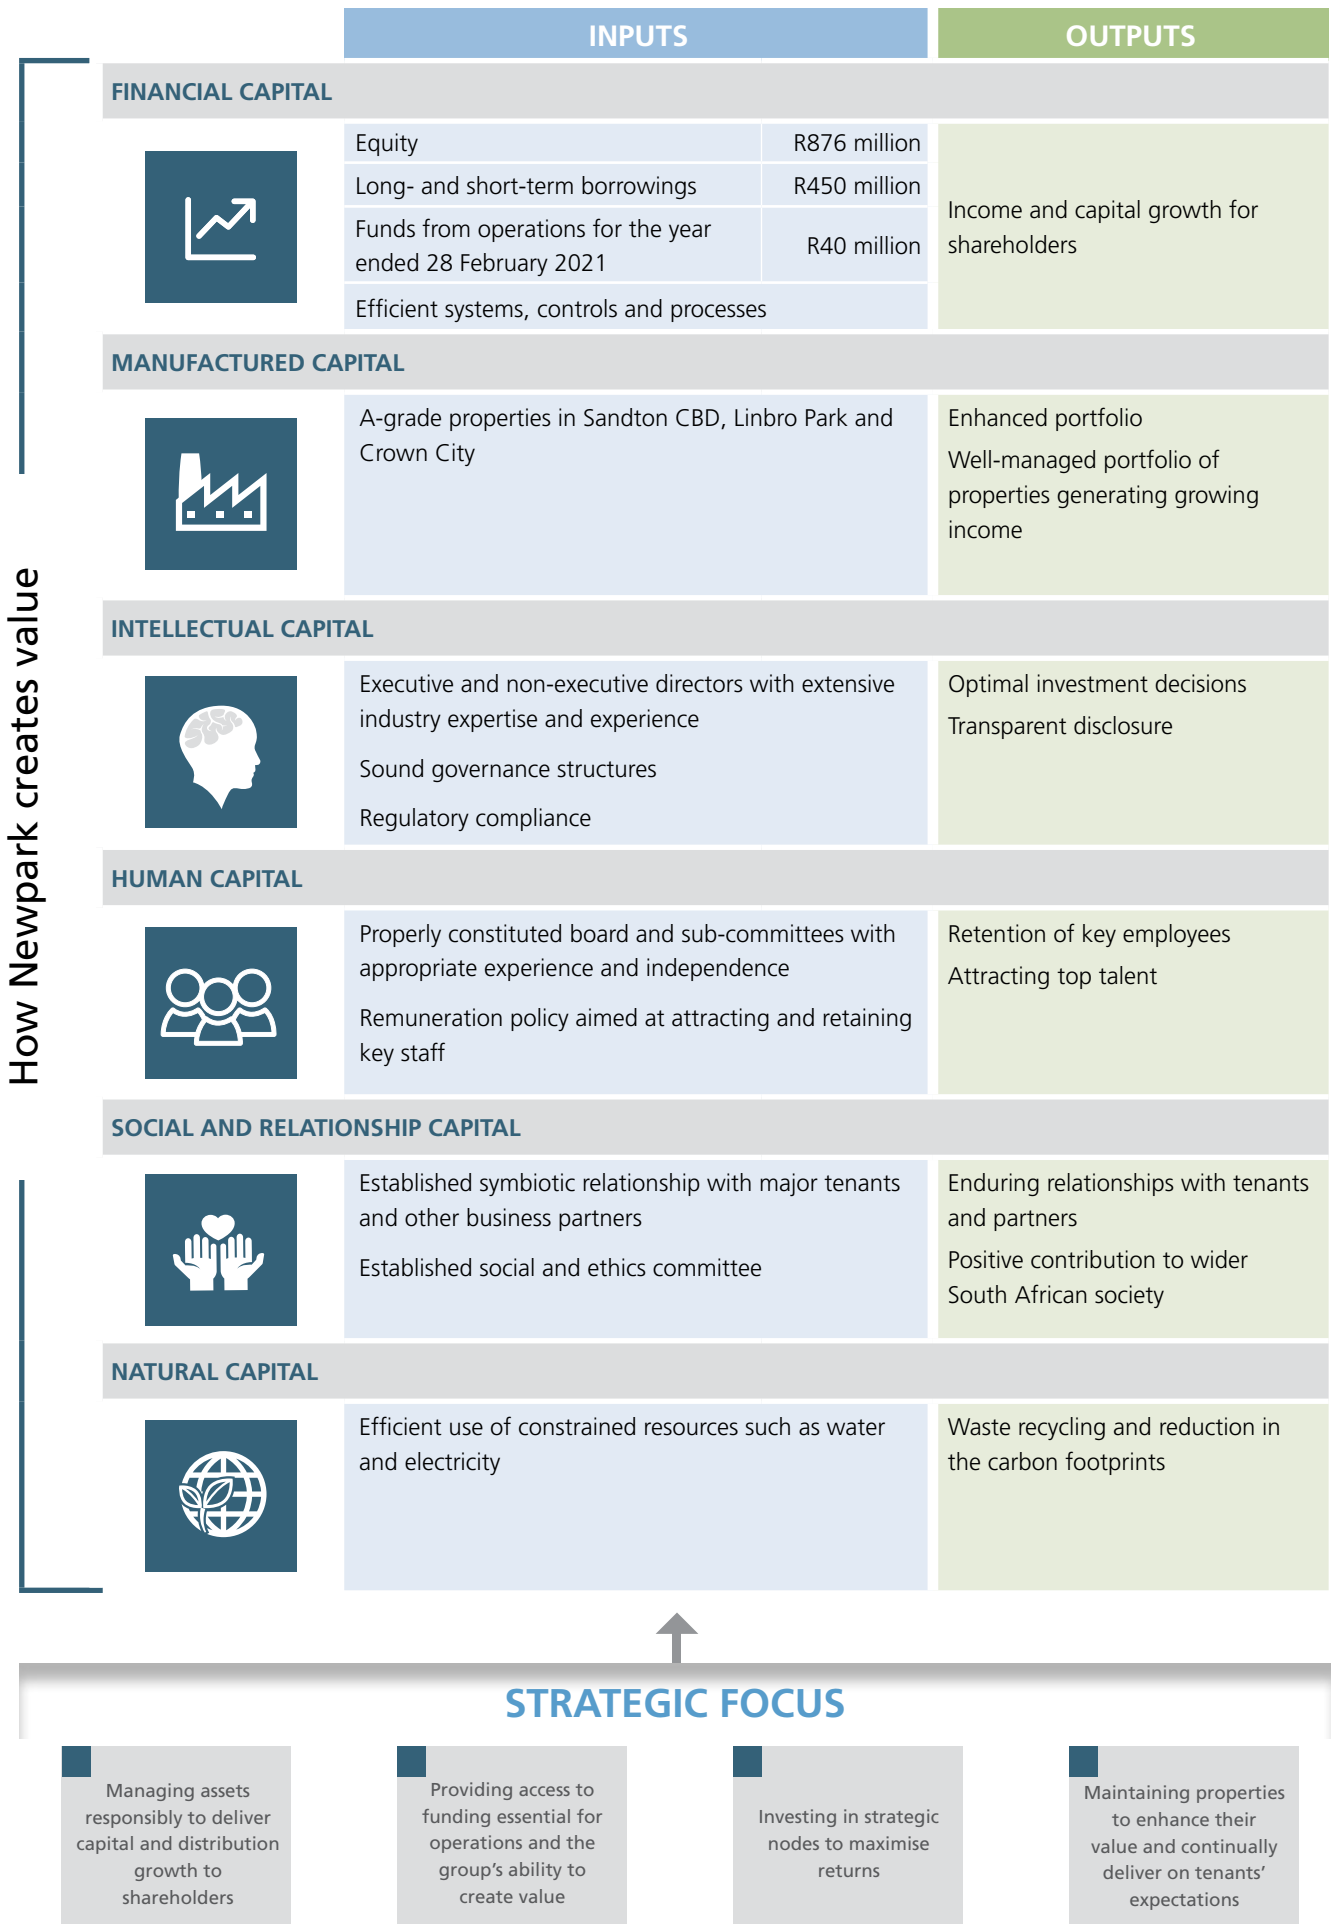 INPUTS
OUTPUTS
How Newpark creates value
FINANCIAL CAPITAL
Equity
R876 million
Long- and short-term borrowings
R450 million
Funds from operations for the year
ended 28 February 2021
R40 million
Efficient systems, controls and processes
Income and capital growth for
shareholders
MANUFACTURED CAPITAL
A-grade properties in Sandton CBD, Linbro Park and
Crown City
Enhanced portfolio
Well-managed portfolio of
properties generating growing
income
INTELLECTUAL CAPITAL
Executive and non-executive directors with extensive
industry expertise and experience
Sound governance structures
Regulatory compliance
Optimal investment decisions
Transparent disclosure
HUMAN CAPITAL
Properly constituted board and sub-committees with
appropriate experience and independence
Remuneration policy aimed at attracting and retaining
key staff
Retention of key employees
Attracting top talent
SOCIAL AND RELATIONSHIP CAPITAL
Established symbiotic relationship with major tenants
and other business partners
Established social and ethics committee
Enduring relationships with tenants
and partners
Positive contribution to wider
South African society
NATURAL CAPITAL
Efficient use of constrained resources such as water
and electricity
Waste recycling and reduction in
the carbon footprints
STRATEGIC FOCUS
Managing assets
responsibly to deliver
capital and distribution
growth to
shareholders
Providing access to
funding essential for
operations and the
group’s ability to
create value
Investing in strategic
nodes to maximise
returns
Maintaining properties
to enhance their
value and continually
deliver on tenants’
expectations